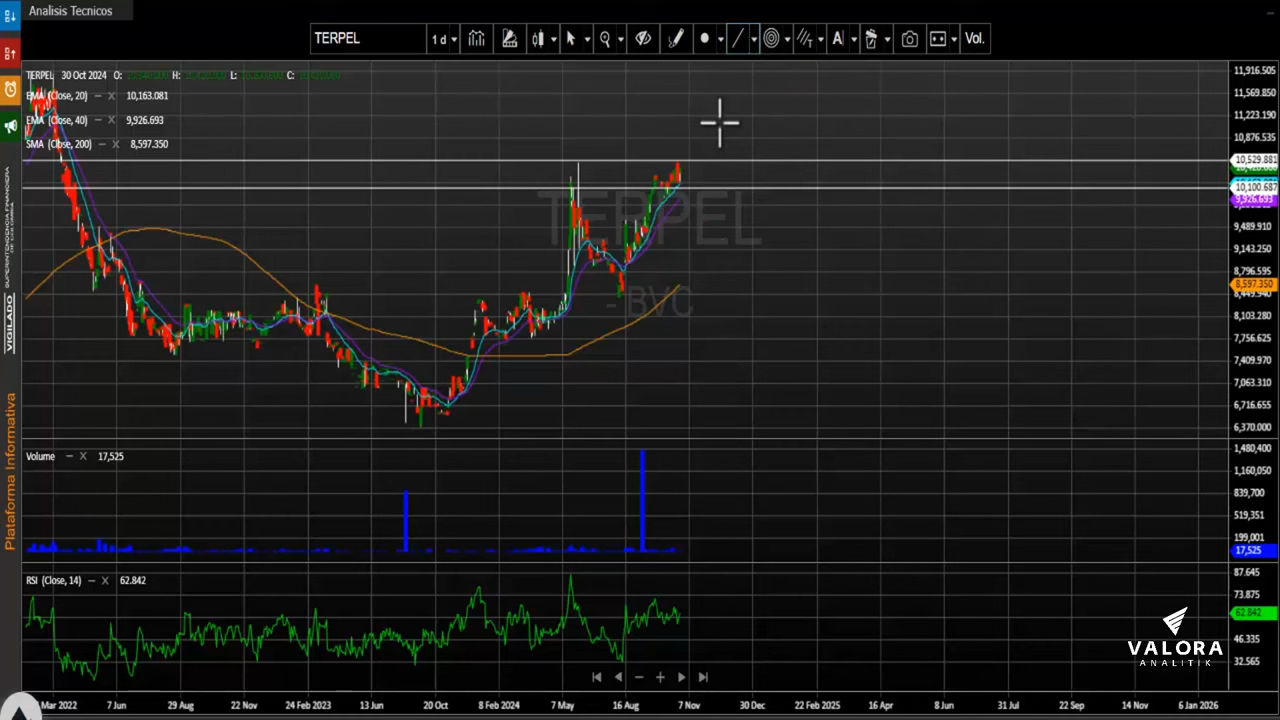 Analisis Tecnicos
TERPEL 1 d Vol.
TERPEL 30 Oct 2024 O: H: L: C:
EMA (Close, 20) − X 10,163.081
EMA (Close, 40) − X 9,926.693
SMA (Close, 200) − X 8,597.350
11,916.505
11,569.850
11,223.190
10,876.535
10,529.881
10,100.687
9,926.693
9,489.910
9,143.250
8,796.595
8,597.350
8,449.940
8,103.280
7,756.625
7,409.970
7,063.310
6,716.655
6,370.000
TERPEL
- BVC
Volume − X 17,525
1,480,400
1,160,050
839,700
519,351
199,001
17,525
RSI (Close, 14) − X 62.842
87.645
73.875
62.842
46.335
32.565
Mar 2022 7 Jun 29 Aug 22 Nov 24 Feb 2023 13 Jun 20 Oct 8 Feb 2024 7 May 16 Aug 7 Nov 30 Dec 22 Feb 2025 16 Apr 8 Jun 31 Jul 22 Sep 14 Nov 6 Jan 2026
VIGILADO
Plataforma Informativa
VALORA
ANALITIK